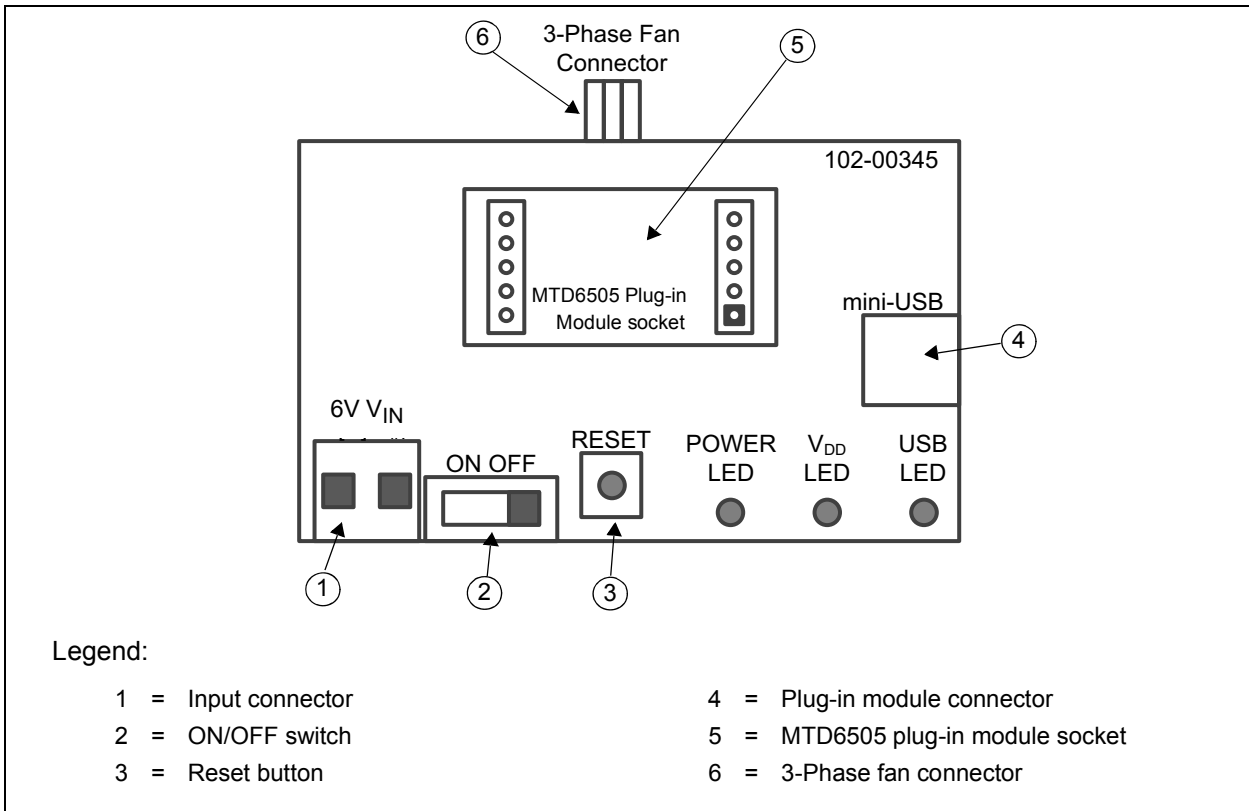 6
3-Phase Fan
Connector
5
102-00345
MTD6505 Plug-in
Module socket
mini-USB
4
6V VIN
ON OFF
RESET
POWER
LED
VDD
LED
USB
LED
1
2
3
Legend:
1 = Input connector
2 = ON/OFF switch
3 = Reset button
4 = Plug-in module connector
5 = MTD6505 plug-in module socket
6 = 3-Phase fan connector